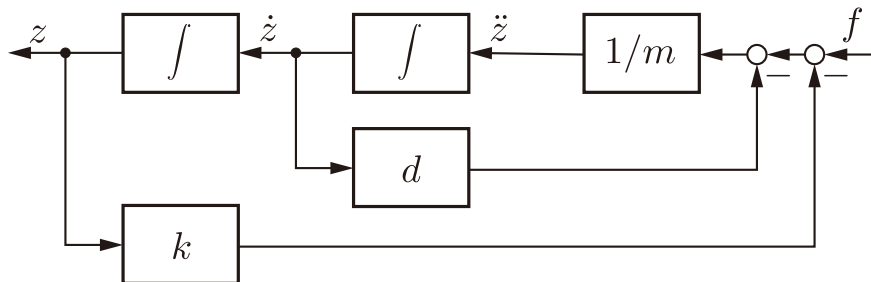 z ∫ ż ∫ z̈ 1/m − − f
d
k